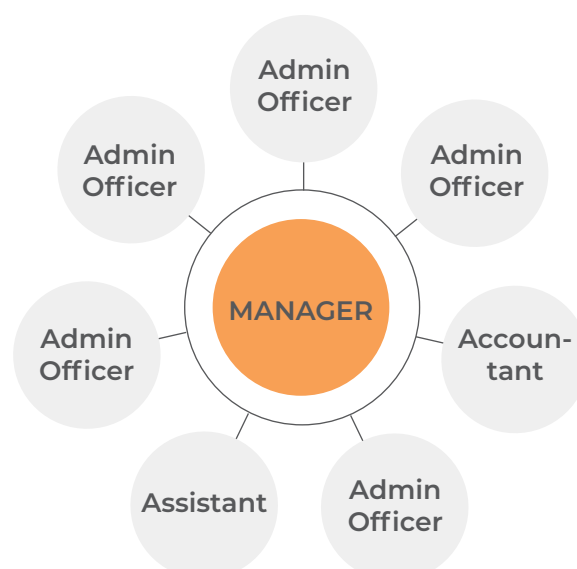 Admin
Officer
Admin
Officer
Admin
Officer
MANAGER
Admin
Officer
Accoun-
tant
Assistant
Admin
Officer